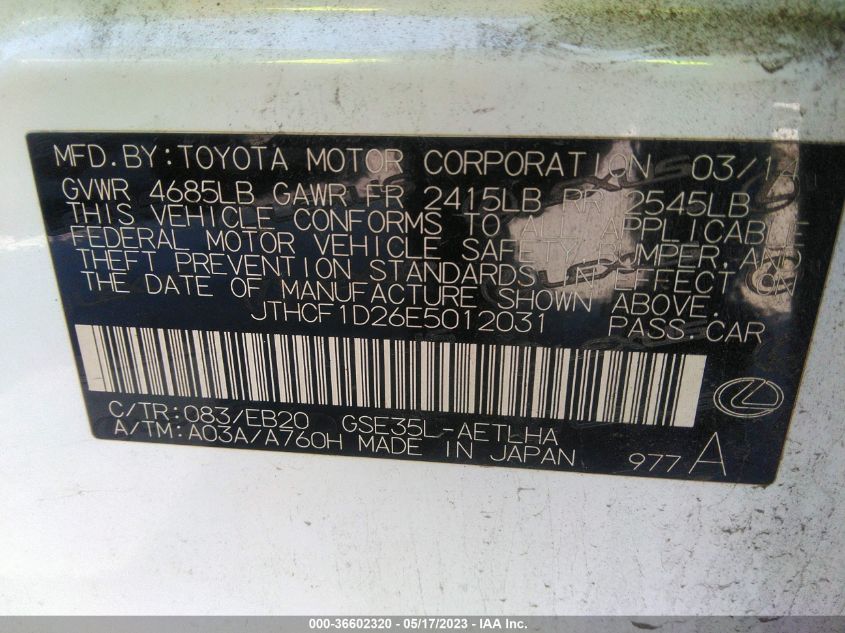 MFD.BY:TOYOTA MOTOR CORPORATION 03/14
GVWR 4685LB GAWR FR 2415LB RR 2545LB
THIS VEHICLE CONFORMS TO ALL APPLICABLE
FEDERAL MOTOR VEHICLE SAFETY, BUMPER, AND
THEFT PREVENTION STANDARDS IN EFFECT ON
THE DATE OF MANUFACTURE SHOWN ABOVE.
JTHCF1D26E5012031 PASS.CAR
C/TR:083/EB20 GSE35L-AETLHA
A/TM:A03A/A760H MADE IN JAPAN 977A
000-36602320 - 05/17/2023 - IAA Inc.